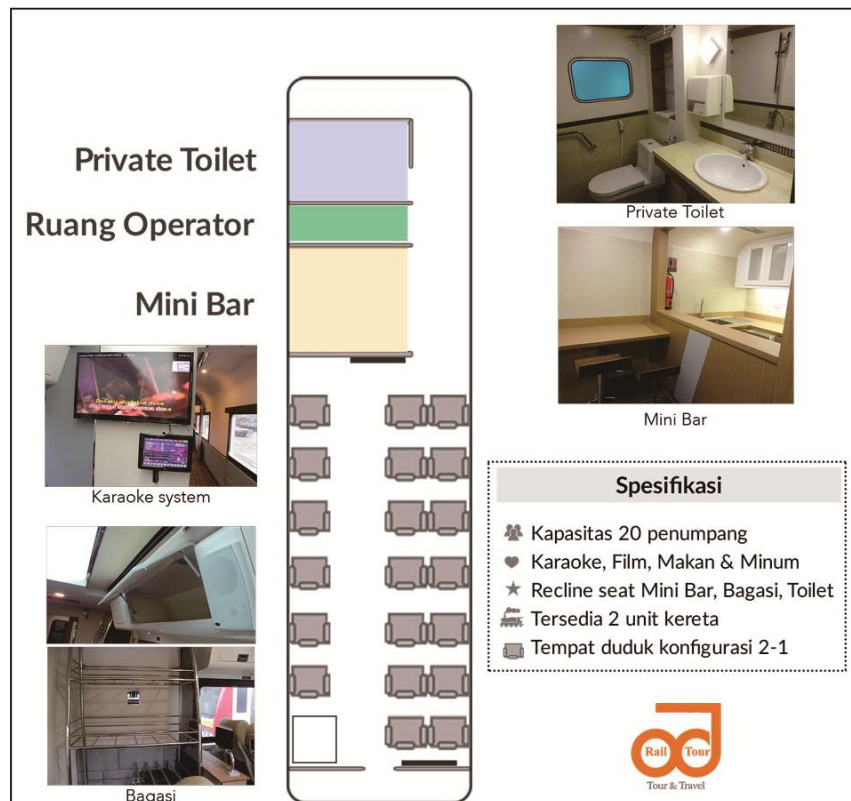 Private Toilet
Ruang Operator
Mini Bar
Karaoke system
Bagasi
Private Toilet
Mini Bar
Spesifikasi
Kapasitas 20 penumpang
Karaoke, Film, Makan & Minum
Recline seat Mini Bar, Bagasi, Toilet
Tersedia 2 unit kereta
Tempat duduk konfigurasi 2-1
Rail Tour
Tour & Travel